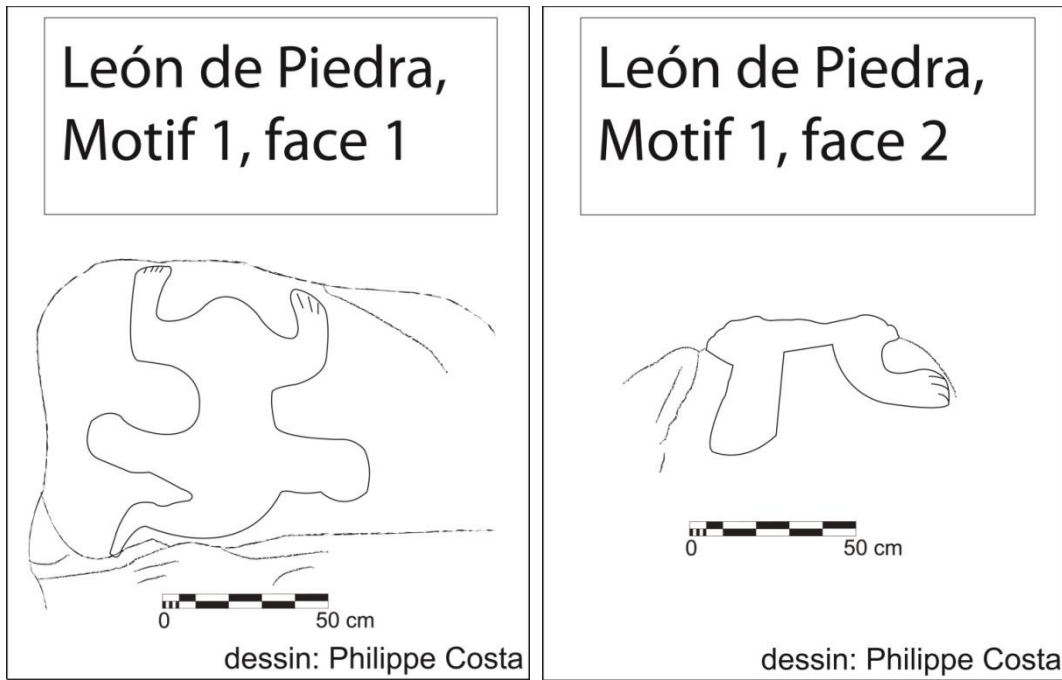 León de Piedra,
Motif 1, face 1
0
50 cm
dessin: Philippe Costa
León de Piedra,
Motif 1, face 2
0
50 cm
dessin: Philippe Costa